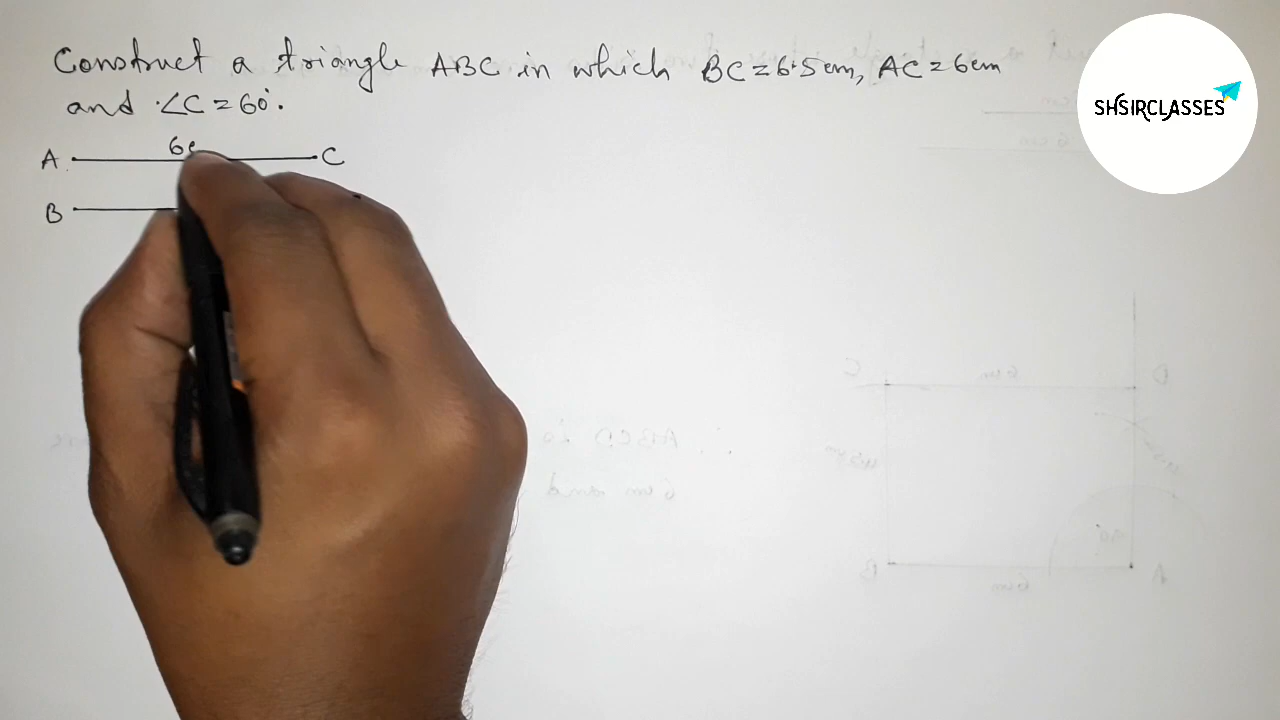 Construct a triangle ABC in which BC = 6.5cm, AC = 6cm
and ∠C = 60°.
SHSIRCLASSES
6c
A C
B